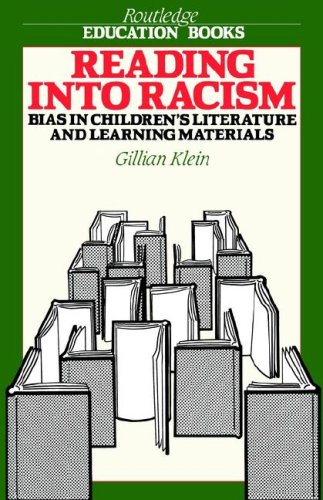 Routledge
EDUCATION BOOKS
READING
INTO RACISM
BIAS IN CHILDREN'S LITERATURE
AND LEARNING MATERIALS
Gillian Klein